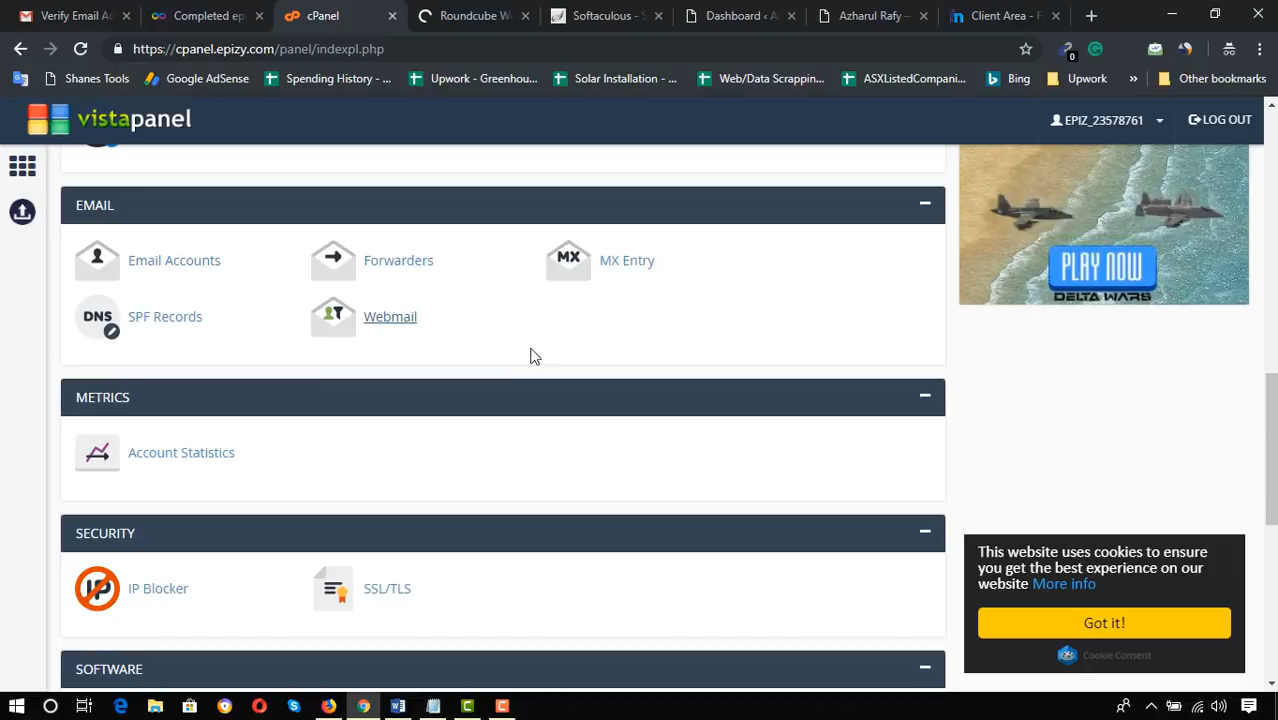 Verify Email A
Completed ep
cPanel
Roundcube We
Softaculous - S
Dashboard ‹ A
Azharul Rafy –
Client Area - F
https://cpanel.epizy.com/panel/indexpl.php
0
Shanes Tools
Google AdSense
Spending History - ...
Upwork - Greenhou...
Solar Installation - ...
Web/Data Scrappin...
ASXListedCompani...
Bing
Upwork
»
Other bookmarks
vistapanel
EPIZ_23578761
LOG OUT
EMAIL
Email Accounts
Forwarders
MX
MX Entry
DNS
SPF Records
Webmail
PLAY NOW
DELTA WARS
METRICS
Account Statistics
SECURITY
IP
IP Blocker
SSL/TLS
This website uses cookies to ensure
you get the best experience on our
website More info
Got it!
Cookie Consent
SOFTWARE